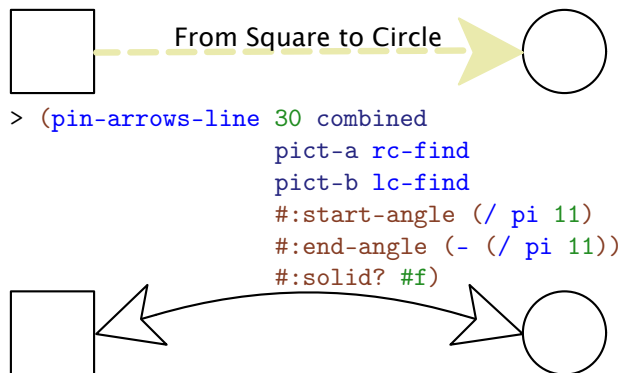 From Square to Circle
> (pin-arrows-line 30 combined
pict-a rc-find
pict-b lc-find
#:start-angle (/ pi 11)
#:end-angle (- (/ pi 11))
#:solid? #f)